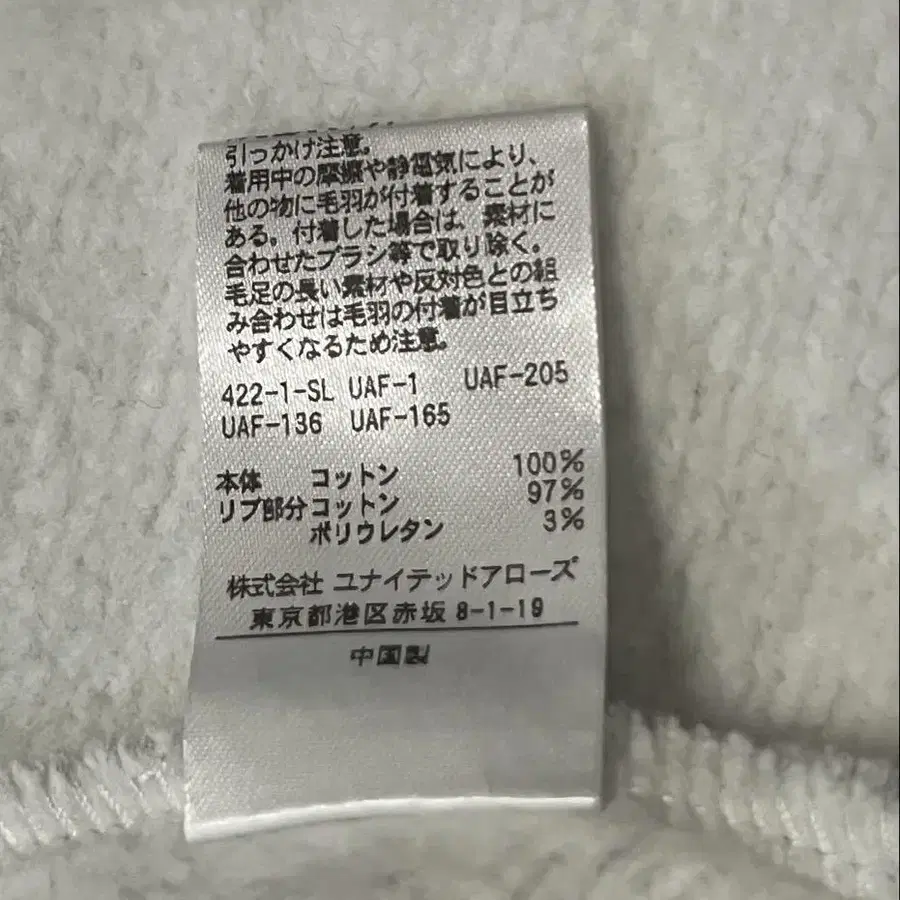 引っかけ注意。
着用中の摩擦や静電気により、
他の物に毛羽が付着することが
ある。付着した場合は、素材に
合わせたブラシ等で取り除く。
毛足の長い素材や反対色との組
み合わせは毛羽の付着が目立ち
やすくなるため注意。
422-1-SL UAF-1 UAF-205
UAF-136 UAF-165
本体 コットン 100%
リブ部分 コットン 97%
ポリウレタン 3%
株式会社 ユナイテッドアローズ
東京都港区赤坂 8-1-19
中国製